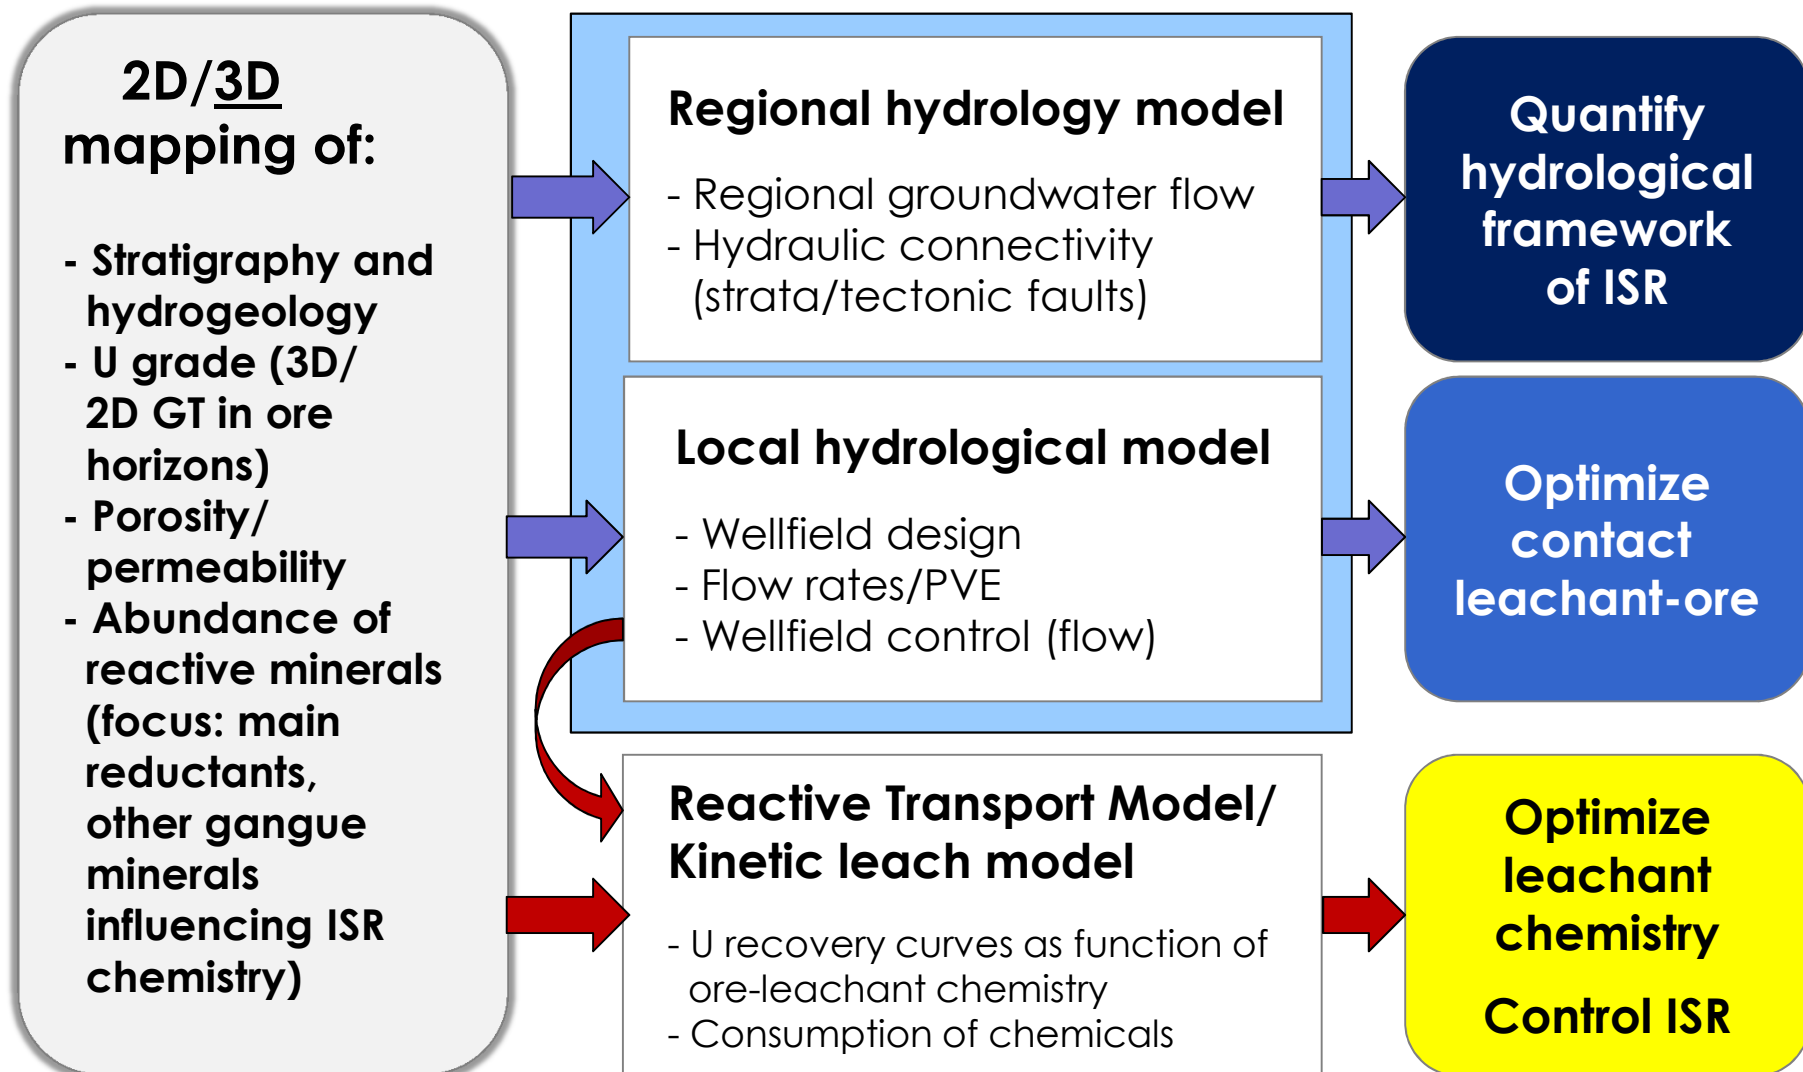 2D/3D
mapping of:
- Stratigraphy and
hydrogeology
- U grade (3D/
2D GT in ore
horizons)
- Porosity/
permeability
- Abundance of
reactive minerals
(focus: main
reductants,
other gangue
minerals
influencing ISR
chemistry)
Regional hydrology model
- Regional groundwater flow
- Hydraulic connectivity
(strata/tectonic faults)
Quantify
hydrological
framework
of ISR
Local hydrological model
- Wellfield design
- Flow rates/PVE
- Wellfield control (flow)
Optimize
contact
leachant-ore
Reactive Transport Model/
Kinetic leach model
- U recovery curves as function of
ore-leachant chemistry
- Consumption of chemicals
Optimize
leachant
chemistry
Control ISR